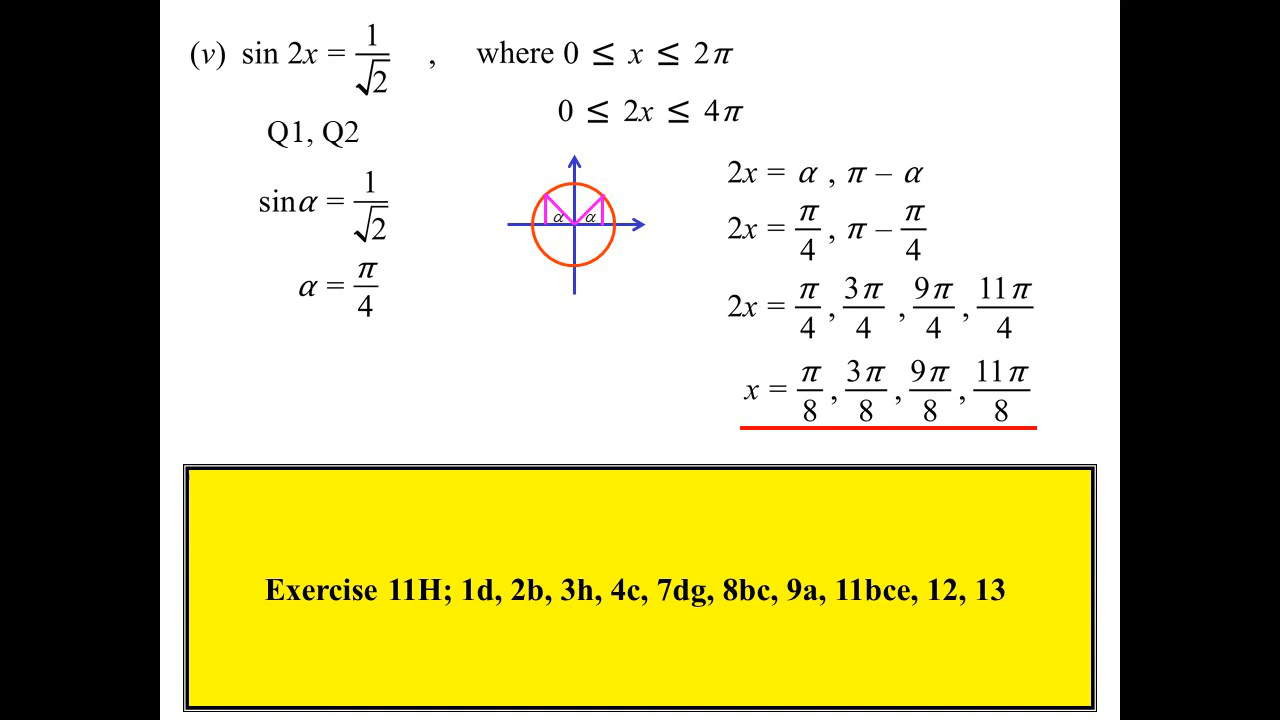 (v) sin 2x = 1/√2 , where 0 ≤ x ≤ 2π
0 ≤ 2x ≤ 4π
Q1, Q2
sin α = 1/√2
α = π/4
α α
2x = α , π – α
2x = π/4 , π – π/4
2x = π/4 , 3π/4 , 9π/4 , 11π/4
x = π/8 , 3π/8 , 9π/8 , 11π/8
Exercise 11H; 1d, 2b, 3h, 4c, 7dg, 8bc, 9a, 11bce, 12, 13